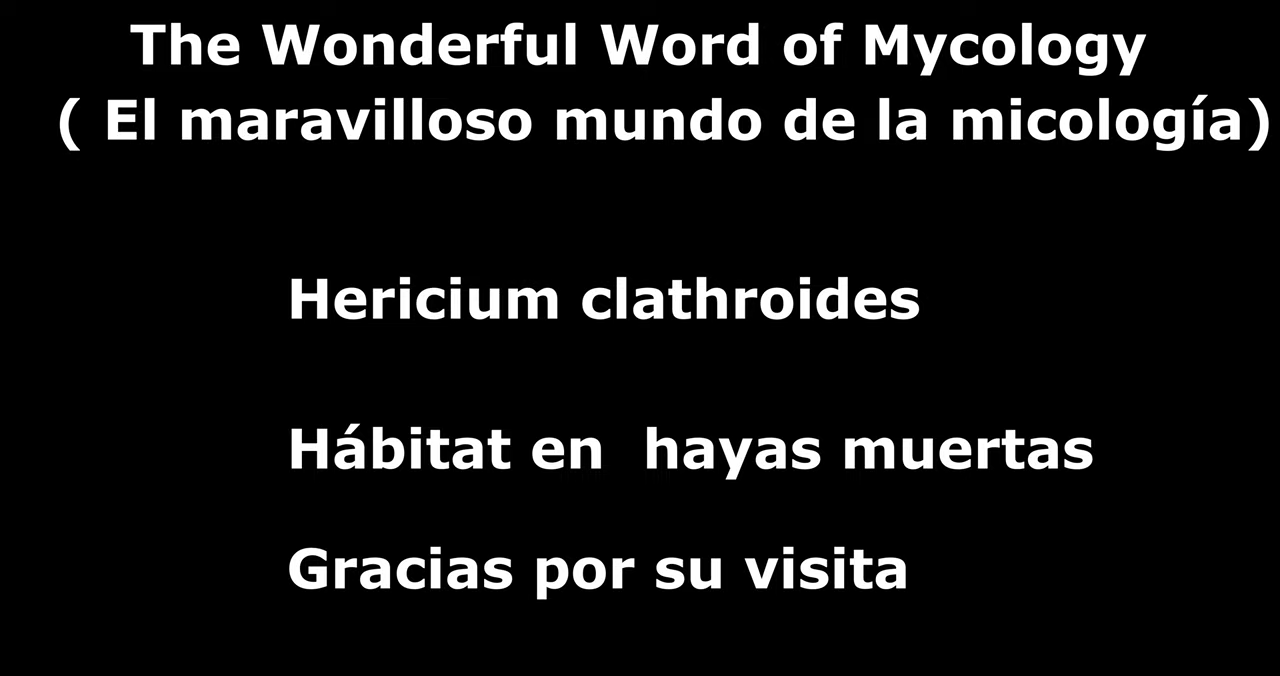 The Wonderful Word of Mycology
( El maravilloso mundo de la micología)
Hericium clathroides
Hábitat en  hayas muertas
Gracias por su visita